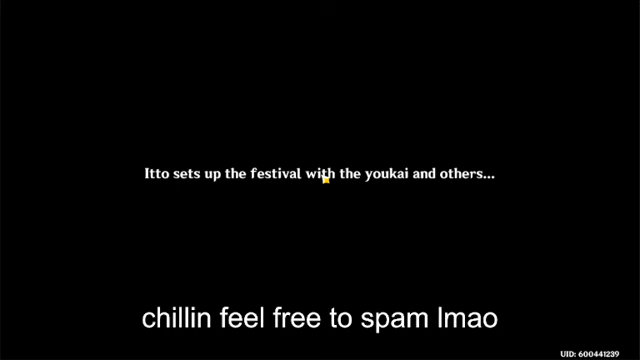 Itto sets up the festival with the youkai and others...
chillin feel free to spam lmao
UID: 600441239